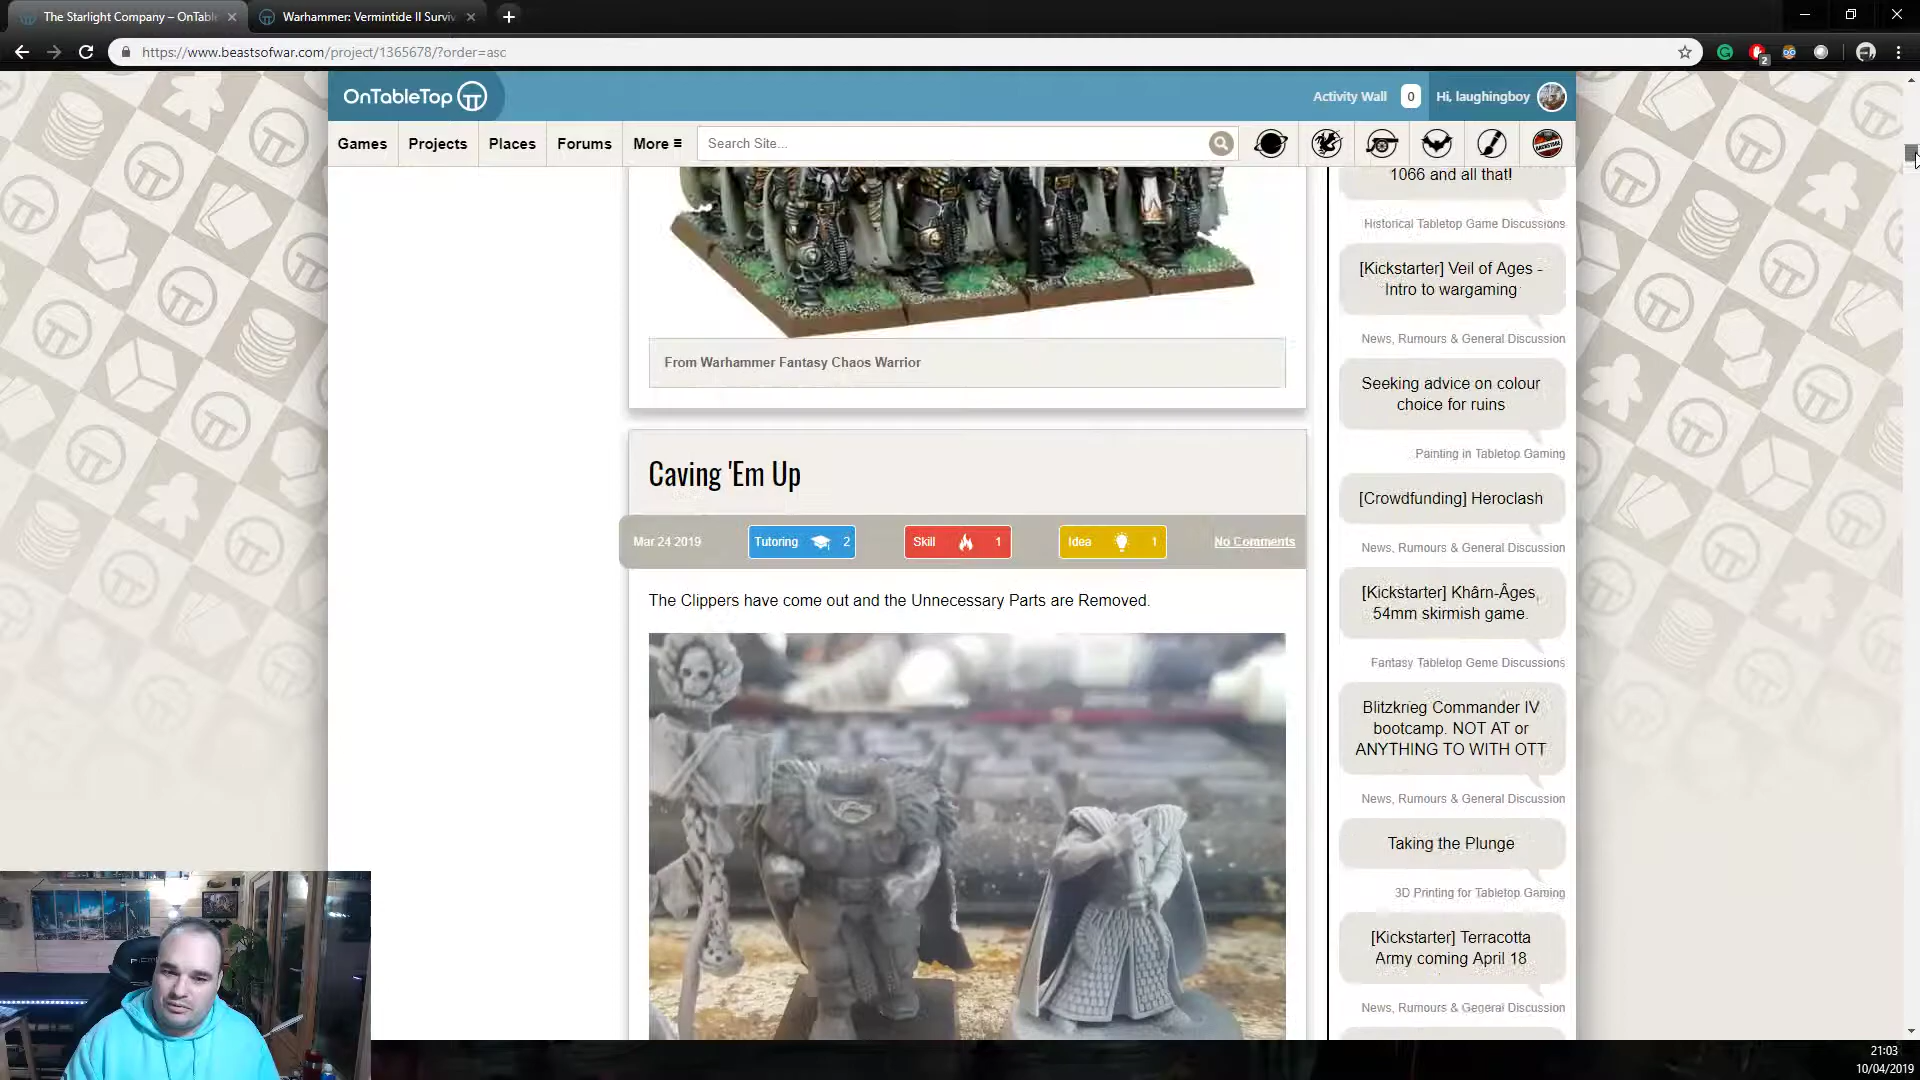 The Starlight Company – OnTabl
Warhammer: Vermintide II Surviv
https://www.beastsofwar.com/project/1365678/?order=asc
2
OnTableTop
Activity Wall
0
Hi, laughingboy
Games
Projects
Places
Forums
More ≡
Search Site...
From Warhammer Fantasy Chaos Warrior
Caving 'Em Up
Mar 24 2019
Tutoring 2
Skill 1
Idea 1
No Comments
The Clippers have come out and the Unnecessary Parts are Removed.
1066 and all that!
Historical Tabletop Game Discussions
[Kickstarter] Veil of Ages -
Intro to wargaming
News, Rumours & General Discussion
Seeking advice on colour
choice for ruins
Painting in Tabletop Gaming
[Crowdfunding] Heroclash
News, Rumours & General Discussion
[Kickstarter] Khârn-Âges,
54mm skirmish game.
Fantasy Tabletop Game Discussions
Blitzkrieg Commander IV
bootcamp. NOT AT or
ANYTHING TO WITH OTT
News, Rumours & General Discussion
Taking the Plunge
3D Printing for Tabletop Gaming
[Kickstarter] Terracotta
Army coming April 18
News, Rumours & General Discussion
21:03
10/04/2019